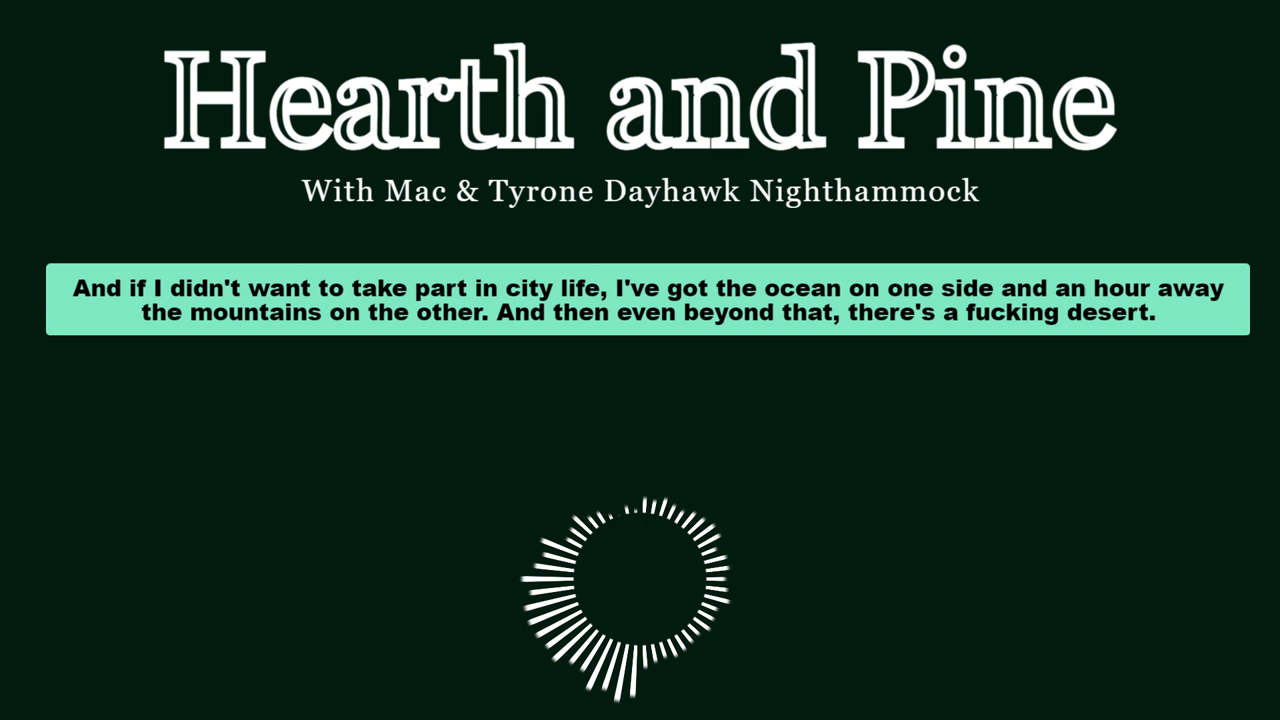 Hearth and Pine
With Mac & Tyrone Dayhawk Nighthammock
And if I didn't want to take part in city life, I've got the ocean on one side and an hour away
the mountains on the other. And then even beyond that, there's a fucking desert.